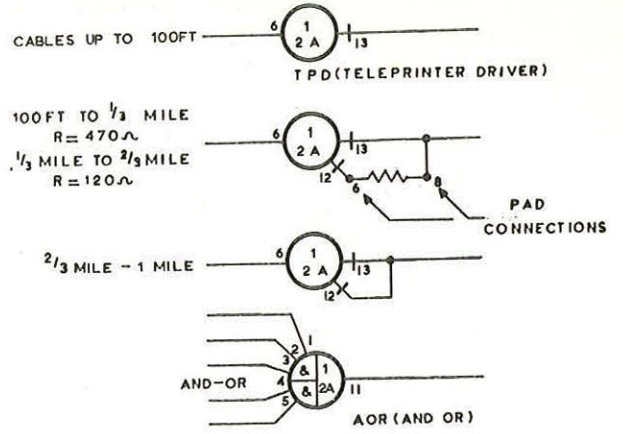 CABLES UP TO 100FT
6
1
2 A
13
TPD(TELEPRINTER DRIVER)
100FT TO 1/3 MILE
R=470Ω
1/3 MILE TO 2/3 MILE
R=120Ω
6
1
2 A
13
12
6
8
PAD
CONNECTIONS
2/3 MILE - 1 MILE
6
1
2 A
13
12
AND-OR
1
2
3
4
5
&
1
&
2A
11
AOR (AND OR)